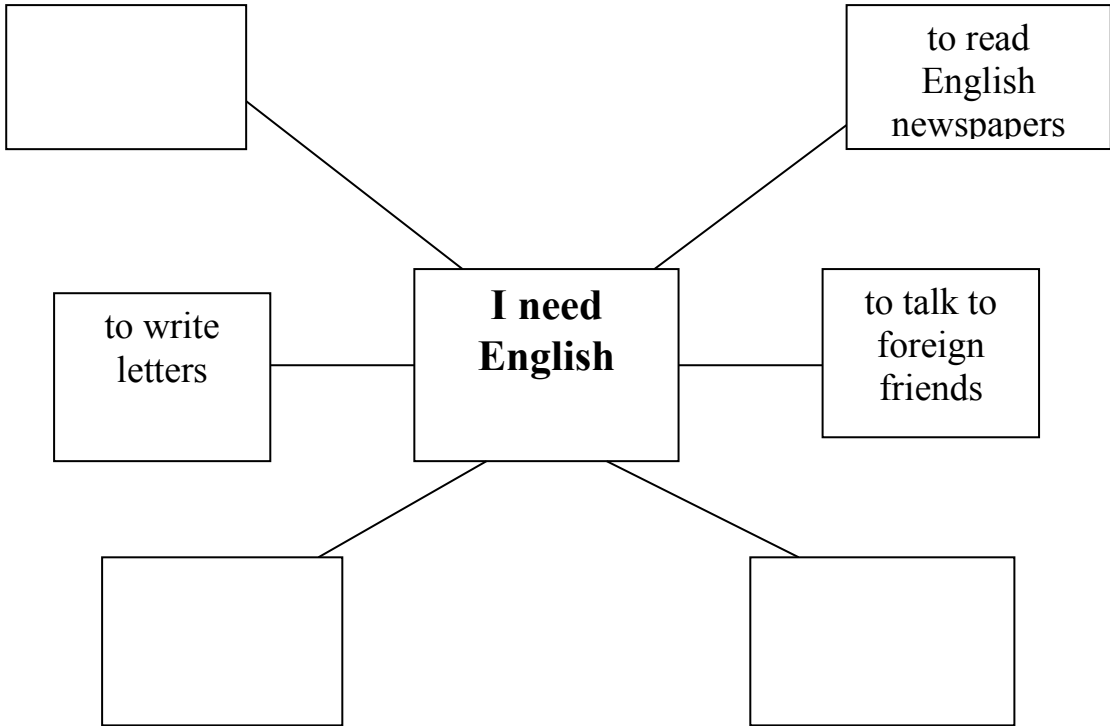 to read
English
newspapers
I need
English
to write
letters
to talk to
foreign
friends